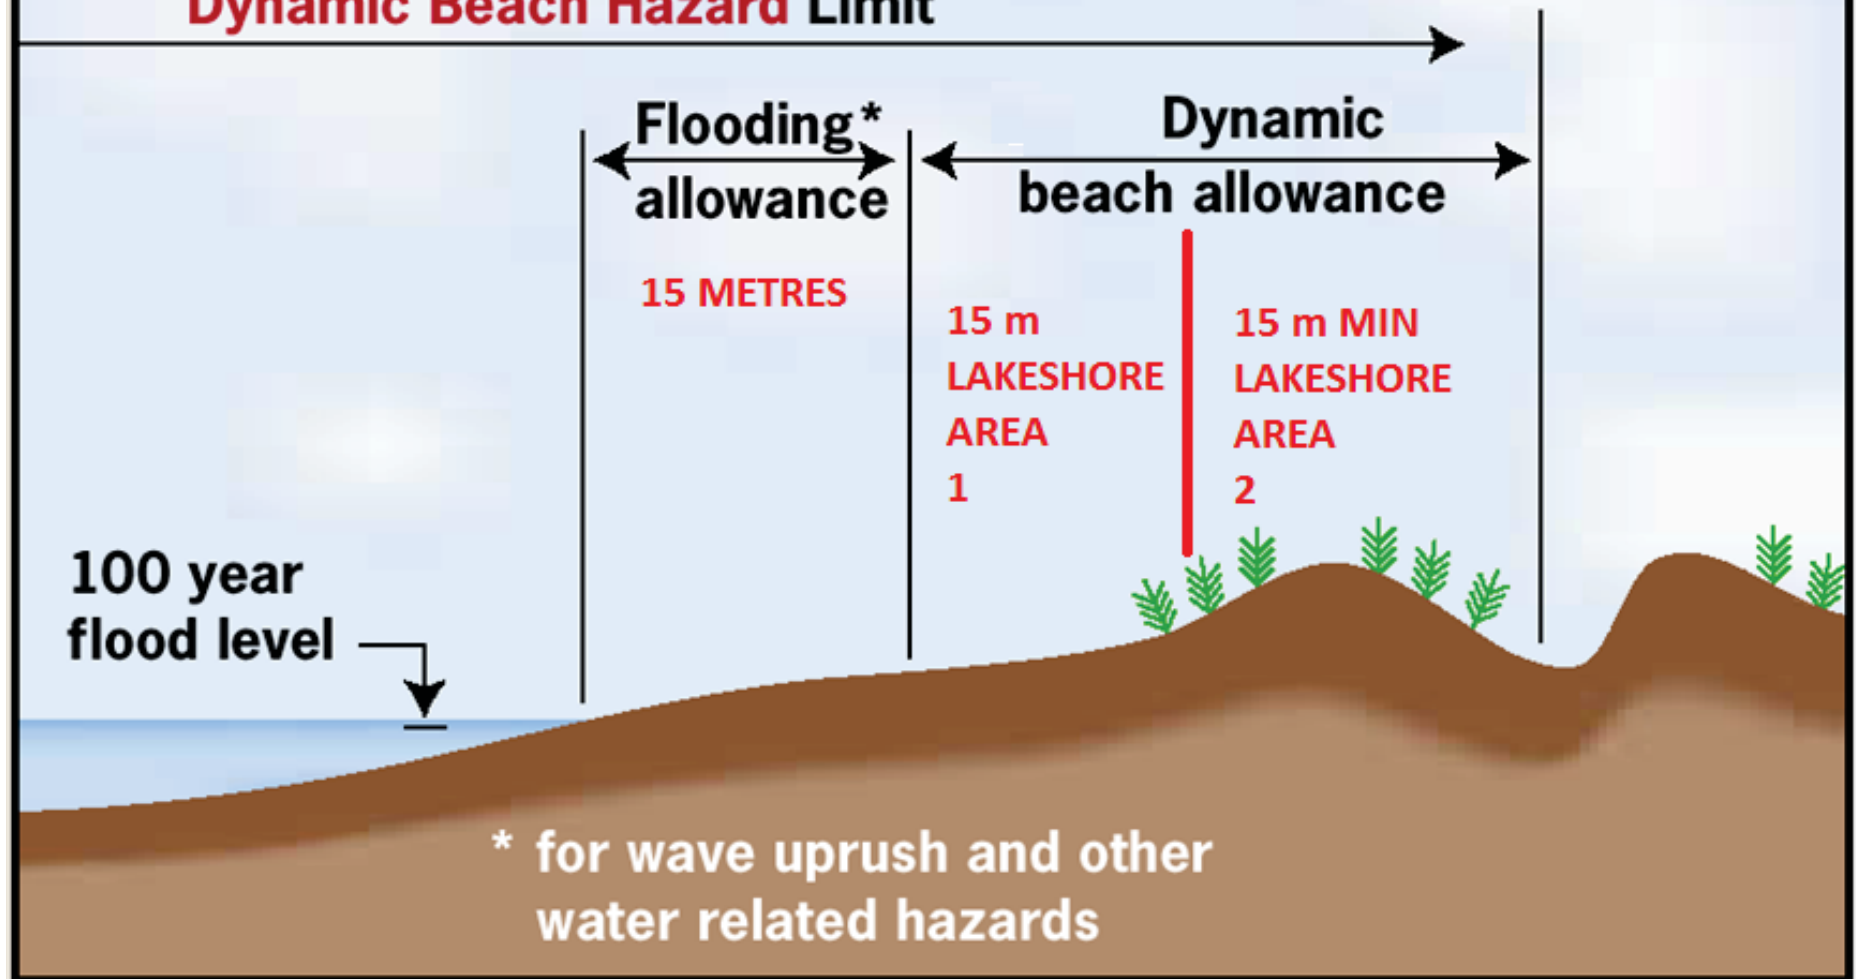 Dynamic Beach Hazard Limit
Flooding*
allowance
Dynamic
beach allowance
15 METRES
15 m
LAKESHORE
AREA
1
15 m MIN
LAKESHORE
AREA
2
100 year
flood level
* for wave uprush and other
water related hazards